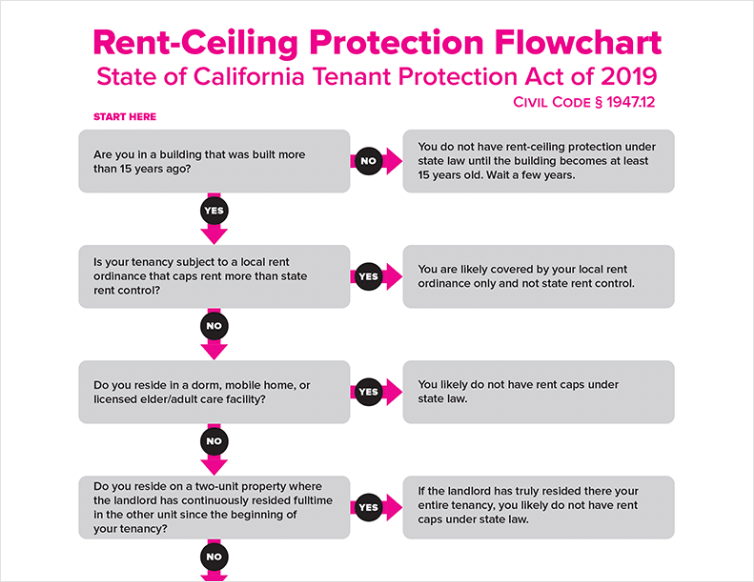 Rent-Ceiling Protection Flowchart
State of California Tenant Protection Act of 2019
CIVIL CODE § 1947.12
START HERE
Are you in a building that was built more
than 15 years ago?
NO
You do not have rent-ceiling protection under
state law until the building becomes at least
15 years old. Wait a few years.
YES
Is your tenancy subject to a local rent
ordinance that caps rent more than state
rent control?
YES
You are likely covered by your local rent
ordinance only and not state rent control.
NO
Do you reside in a dorm, mobile home, or
licensed elder/adult care facility?
YES
You likely do not have rent caps under
state law.
NO
Do you reside on a two-unit property where
the landlord has continuously resided fulltime
in the other unit since the beginning of
your tenancy?
YES
If the landlord has truly resided there your
entire tenancy, you likely do not have rent
caps under state law.
NO